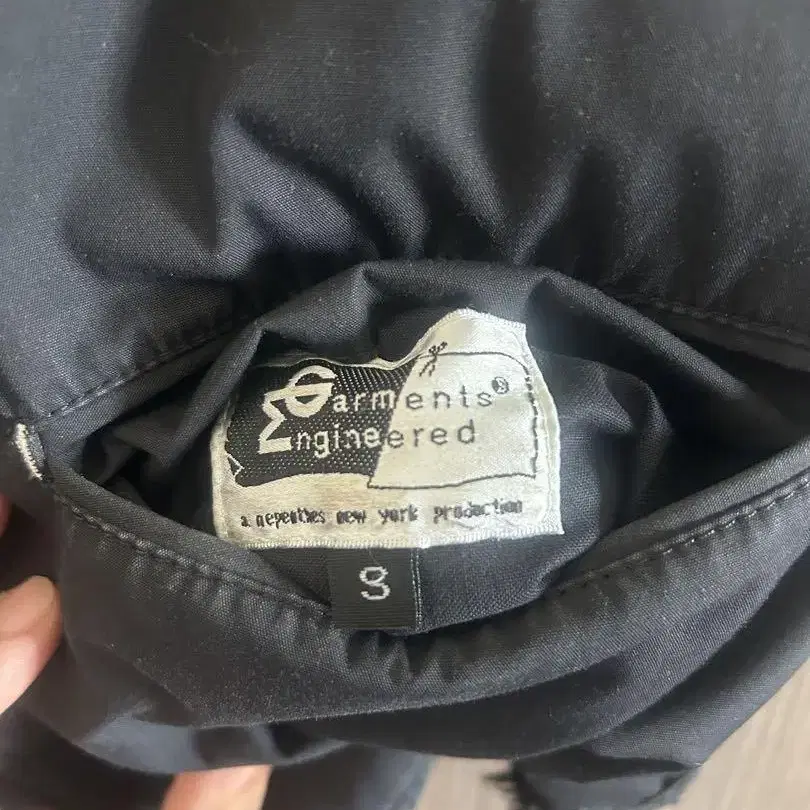 Engineered
Garments®
a nepenthes new york production
S